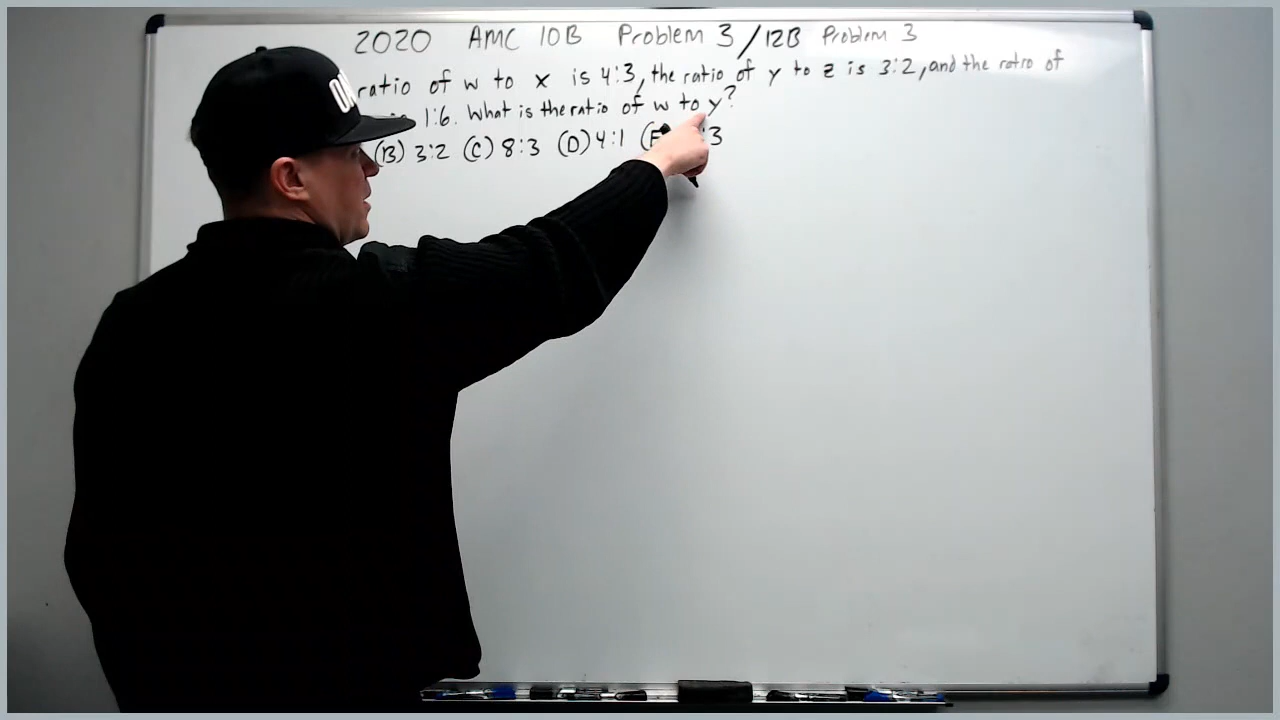 2020 AMC 10B Problem 3/12B Problem 3
ratio of w to x is 4:3, the ratio of y to z is 3:2, and the ratio of
1:6. What is the ratio of w to y?
(B) 3:2 (C) 8:3 (D) 4:1 (E :3